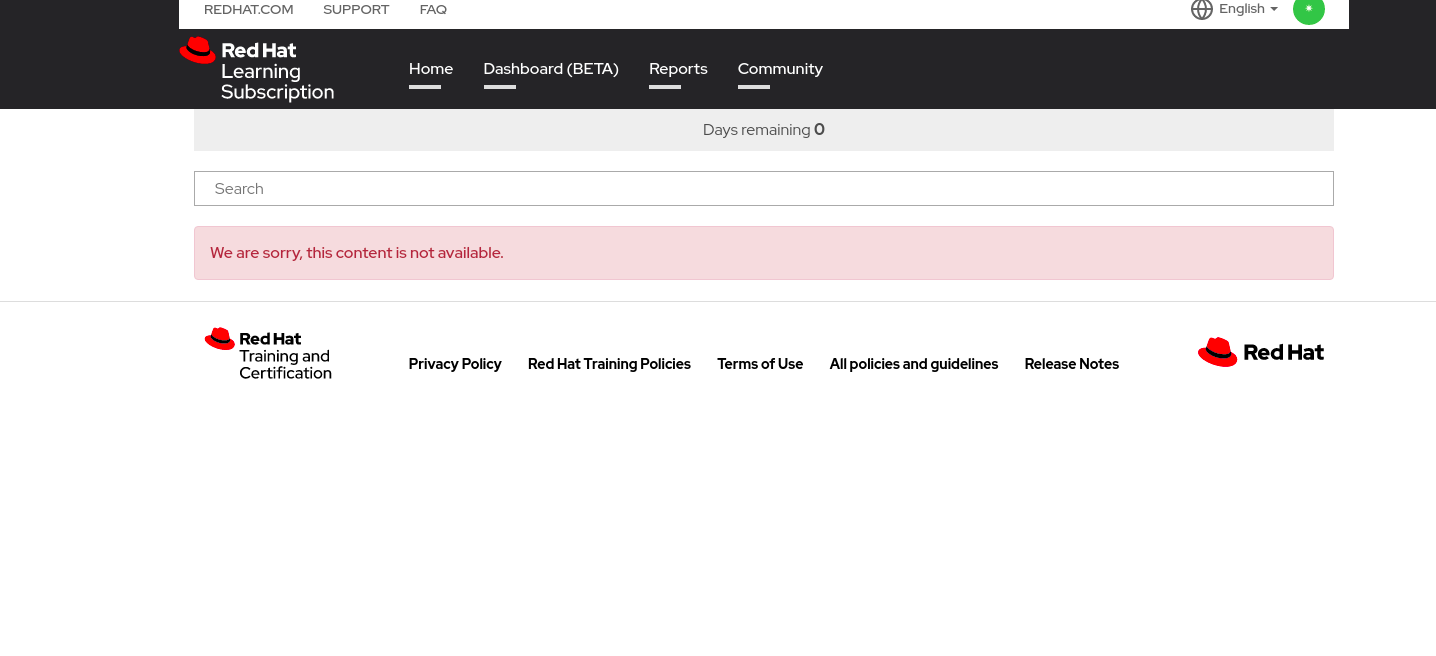 REDHAT.COM SUPPORT FAQ English
Red Hat
Learning
Subscription
Home Dashboard (BETA) Reports Community
Days remaining 0
Search
We are sorry, this content is not available.
Red Hat
Training and
Certification
Privacy Policy Red Hat Training Policies Terms of Use All policies and guidelines Release Notes
Red Hat